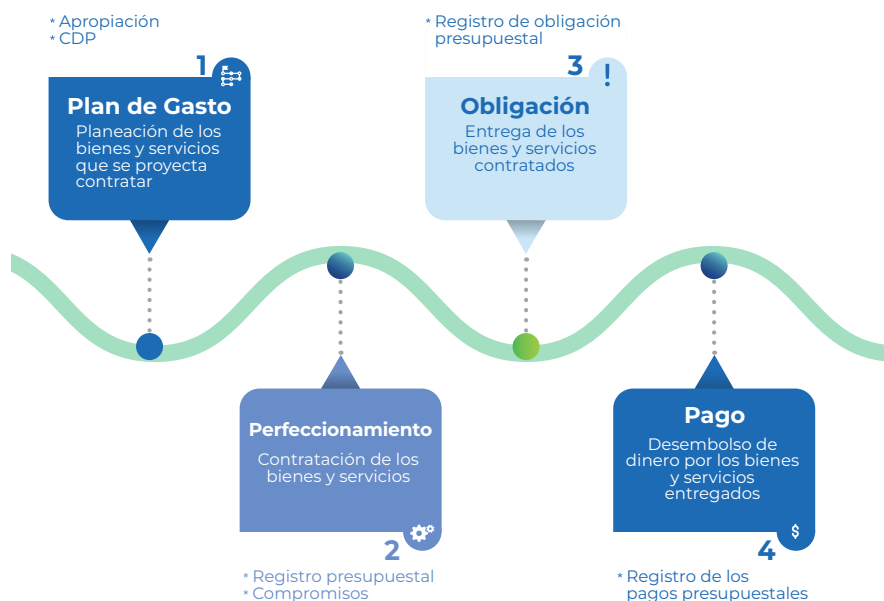 * Apropiación
* CDP
1
Plan de Gasto
Planeación de los
bienes y servicios
que se proyecta
contratar
* Registro de obligación
presupuestal
3
!
Obligación
Entrega de los
bienes y servicios
contratados
Perfeccionamiento
Contratación de los
bienes y servicios
2
* Registro presupuestal
* Compromisos
Pago
Desembolso de
dinero por los bienes
y servicios
entregados
$
4
* Registro de los
pagos presupuestales